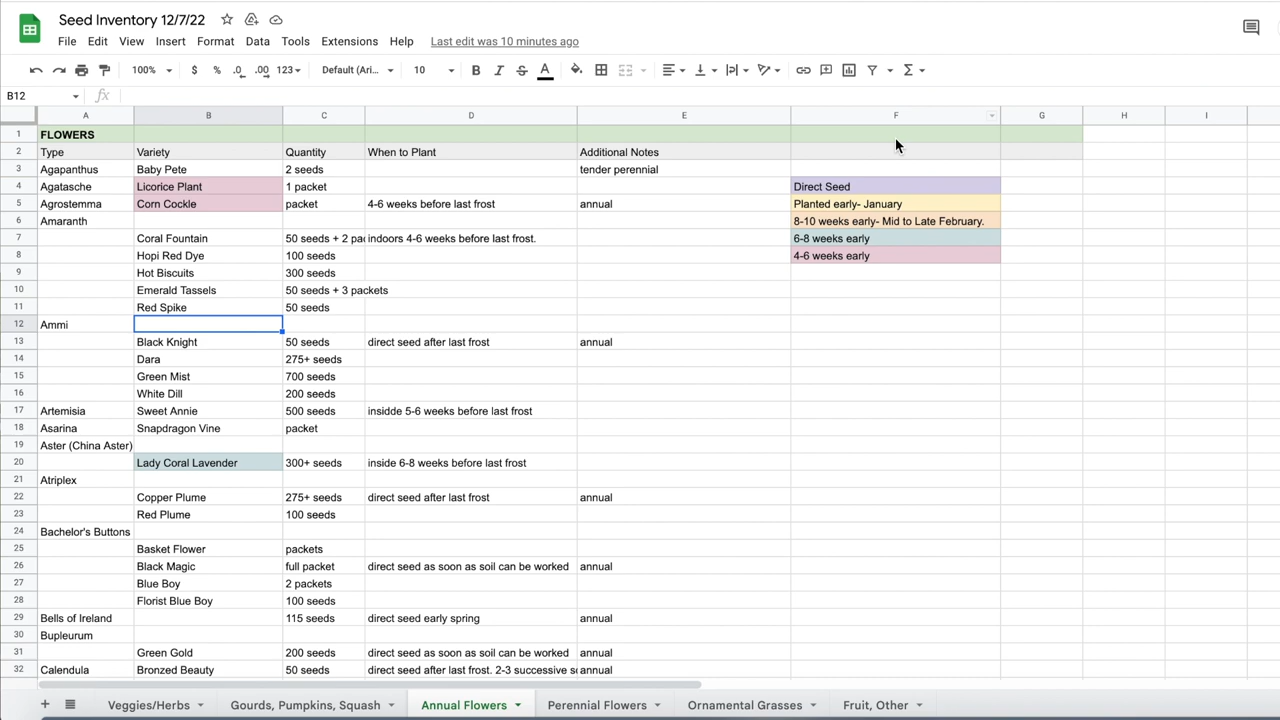 Seed Inventory 12/7/22
File Edit View Insert Format Data Tools Extensions Help Last edit was 10 minutes ago
100% $ % .0 .00 123 Default (Ari... 10 B I S A Σ
B12 fx
A B C D E F G H I
1 FLOWERS
2 Type Variety Quantity When to Plant Additional Notes
3 Agapanthus Baby Pete 2 seeds tender perennial
4 Agatasche Licorice Plant 1 packet Direct Seed
5 Agrostemma Corn Cockle packet 4-6 weeks before last frost annual Planted early- January
6 Amaranth 8-10 weeks early- Mid to Late February.
7 Coral Fountain 50 seeds + 2 pa indoors 4-6 weeks before last frost. 6-8 weeks early
8 Hopi Red Dye 100 seeds 4-6 weeks early
9 Hot Biscuits 300 seeds
10 Emerald Tassels 50 seeds + 3 packets
11 Red Spike 50 seeds
12 Ammi
13 Black Knight 50 seeds direct seed after last frost annual
14 Dara 275+ seeds
15 Green Mist 700 seeds
16 White Dill 200 seeds
17 Artemisia Sweet Annie 500 seeds insidde 5-6 weeks before last frost
18 Asarina Snapdragon Vine packet
19 Aster (China Aster)
20 Lady Coral Lavender 300+ seeds inside 6-8 weeks before last frost
21 Atriplex
22 Copper Plume 275+ seeds direct seed after last frost annual
23 Red Plume 100 seeds
24 Bachelor's Buttons
25 Basket Flower packets
26 Black Magic full packet direct seed as soon as soil can be worked annual
27 Blue Boy 2 packets
28 Florist Blue Boy 100 seeds
29 Bells of Ireland 115 seeds direct seed early spring annual
30 Bupleurum
31 Green Gold 200 seeds direct seed as soon as soil can be worked annual
32 Calendula Bronzed Beauty 50 seeds direct seed after last frost. 2-3 successive annual
+ Veggies/Herbs Gourds, Pumpkins, Squash Annual Flowers Perennial Flowers Ornamental Grasses Fruit, Other